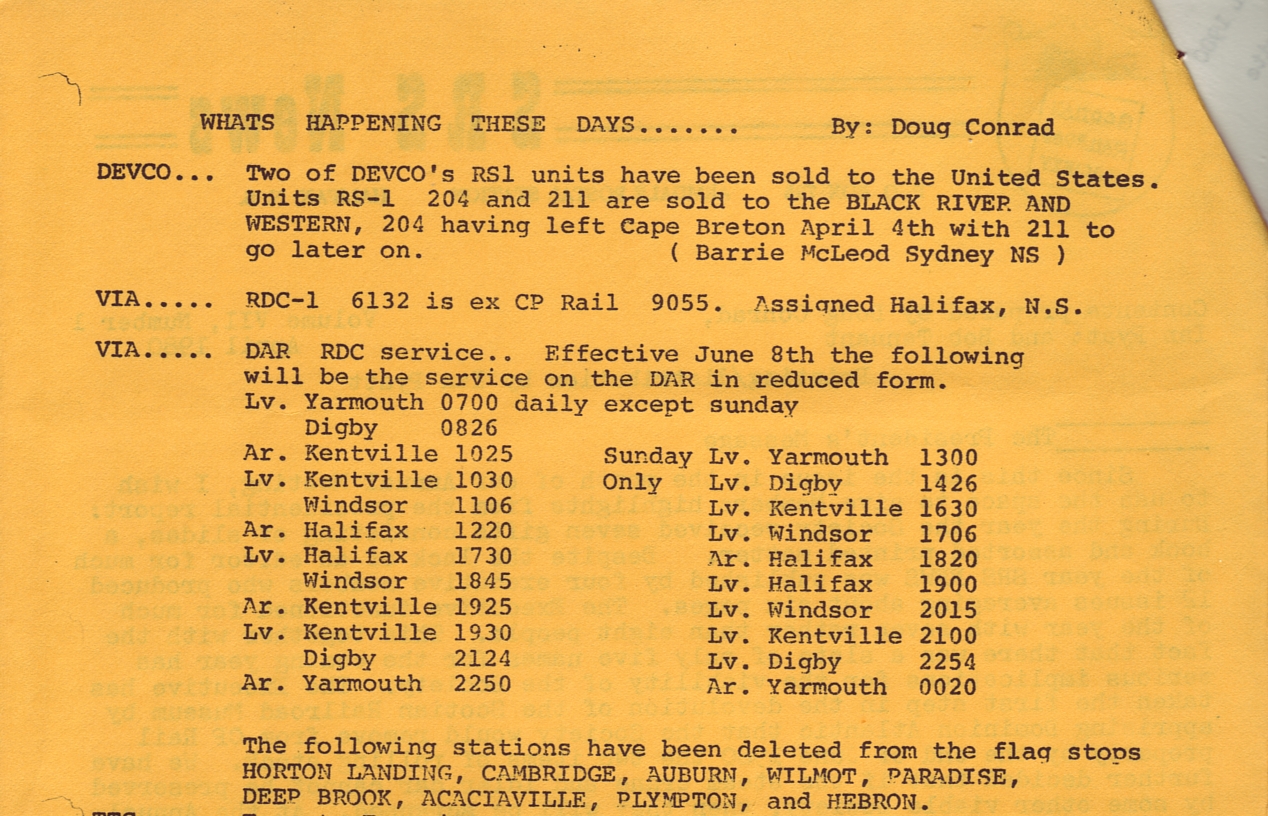 WHATS HAPPENING THESE DAYS....... By: Doug Conrad
DEVCO... Two of DEVCO's RS1 units have been sold to the United States.
Units RS-1 204 and 211 are sold to the BLACK RIVER AND
WESTERN, 204 having left Cape Breton April 4th with 211 to
go later on. ( Barrie McLeod Sydney NS )
VIA..... RDC-1 6132 is ex CP Rail 9055. Assigned Halifax, N.S.
VIA..... DAR RDC service.. Effective June 8th the following
will be the service on the DAR in reduced form.
Lv. Yarmouth 0700 daily except sunday
Digby 0826
Ar. Kentville 1025 Sunday Lv. Yarmouth 1300
Lv. Kentville 1030 Only Lv. Digby 1426
Windsor 1106 Lv. Kentville 1630
Ar. Halifax 1220 Lv. Windsor 1706
Lv. Halifax 1730 Ar. Halifax 1820
Windsor 1845 Lv. Halifax 1900
Ar. Kentville 1925 Lv. Windsor 2015
Lv. Kentville 1930 Lv. Kentville 2100
Digby 2124 Lv. Digby 2254
Ar. Yarmouth 2250 Ar. Yarmouth 0020
The following stations have been deleted from the flag stops
HORTON LANDING, CAMBRIDGE, AUBURN, WILMOT, PARADISE,
DEEP BROOK, ACACIAVILLE, PLYMPTON, and HEBRON.